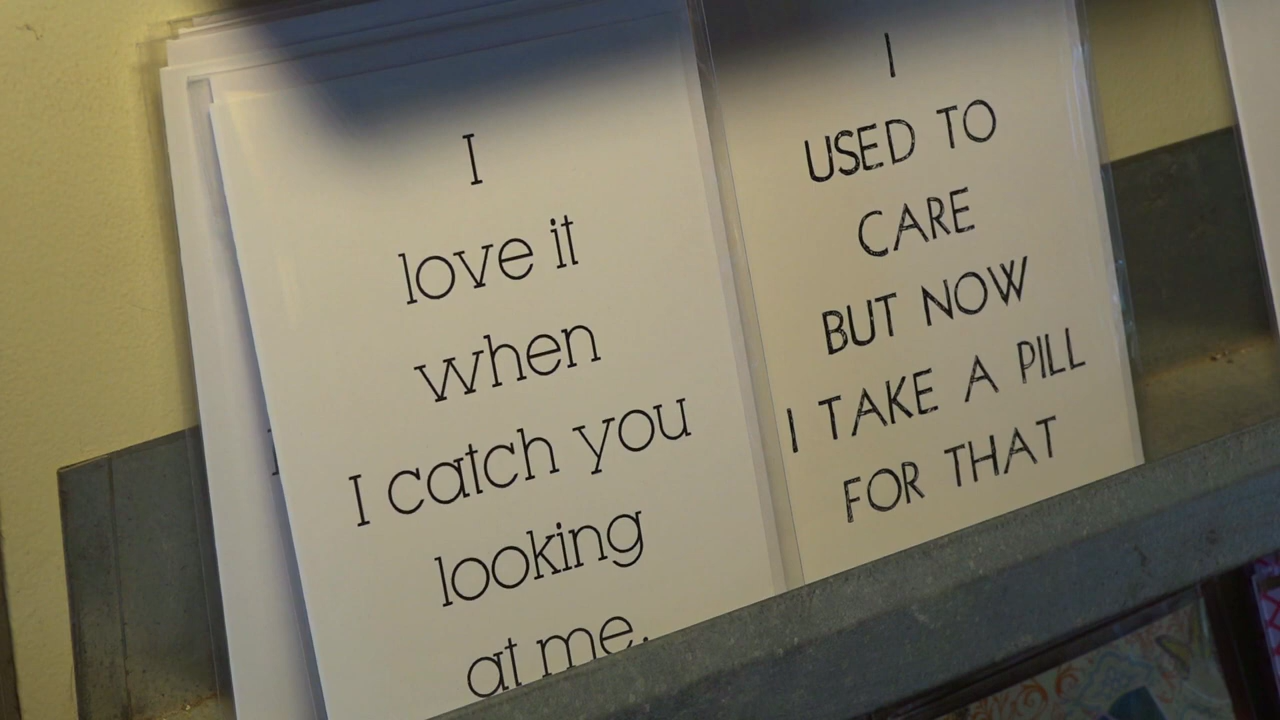 I
love it
when
I catch you
looking
at me.
I
USED TO
CARE
BUT NOW
I TAKE A PILL
FOR THAT